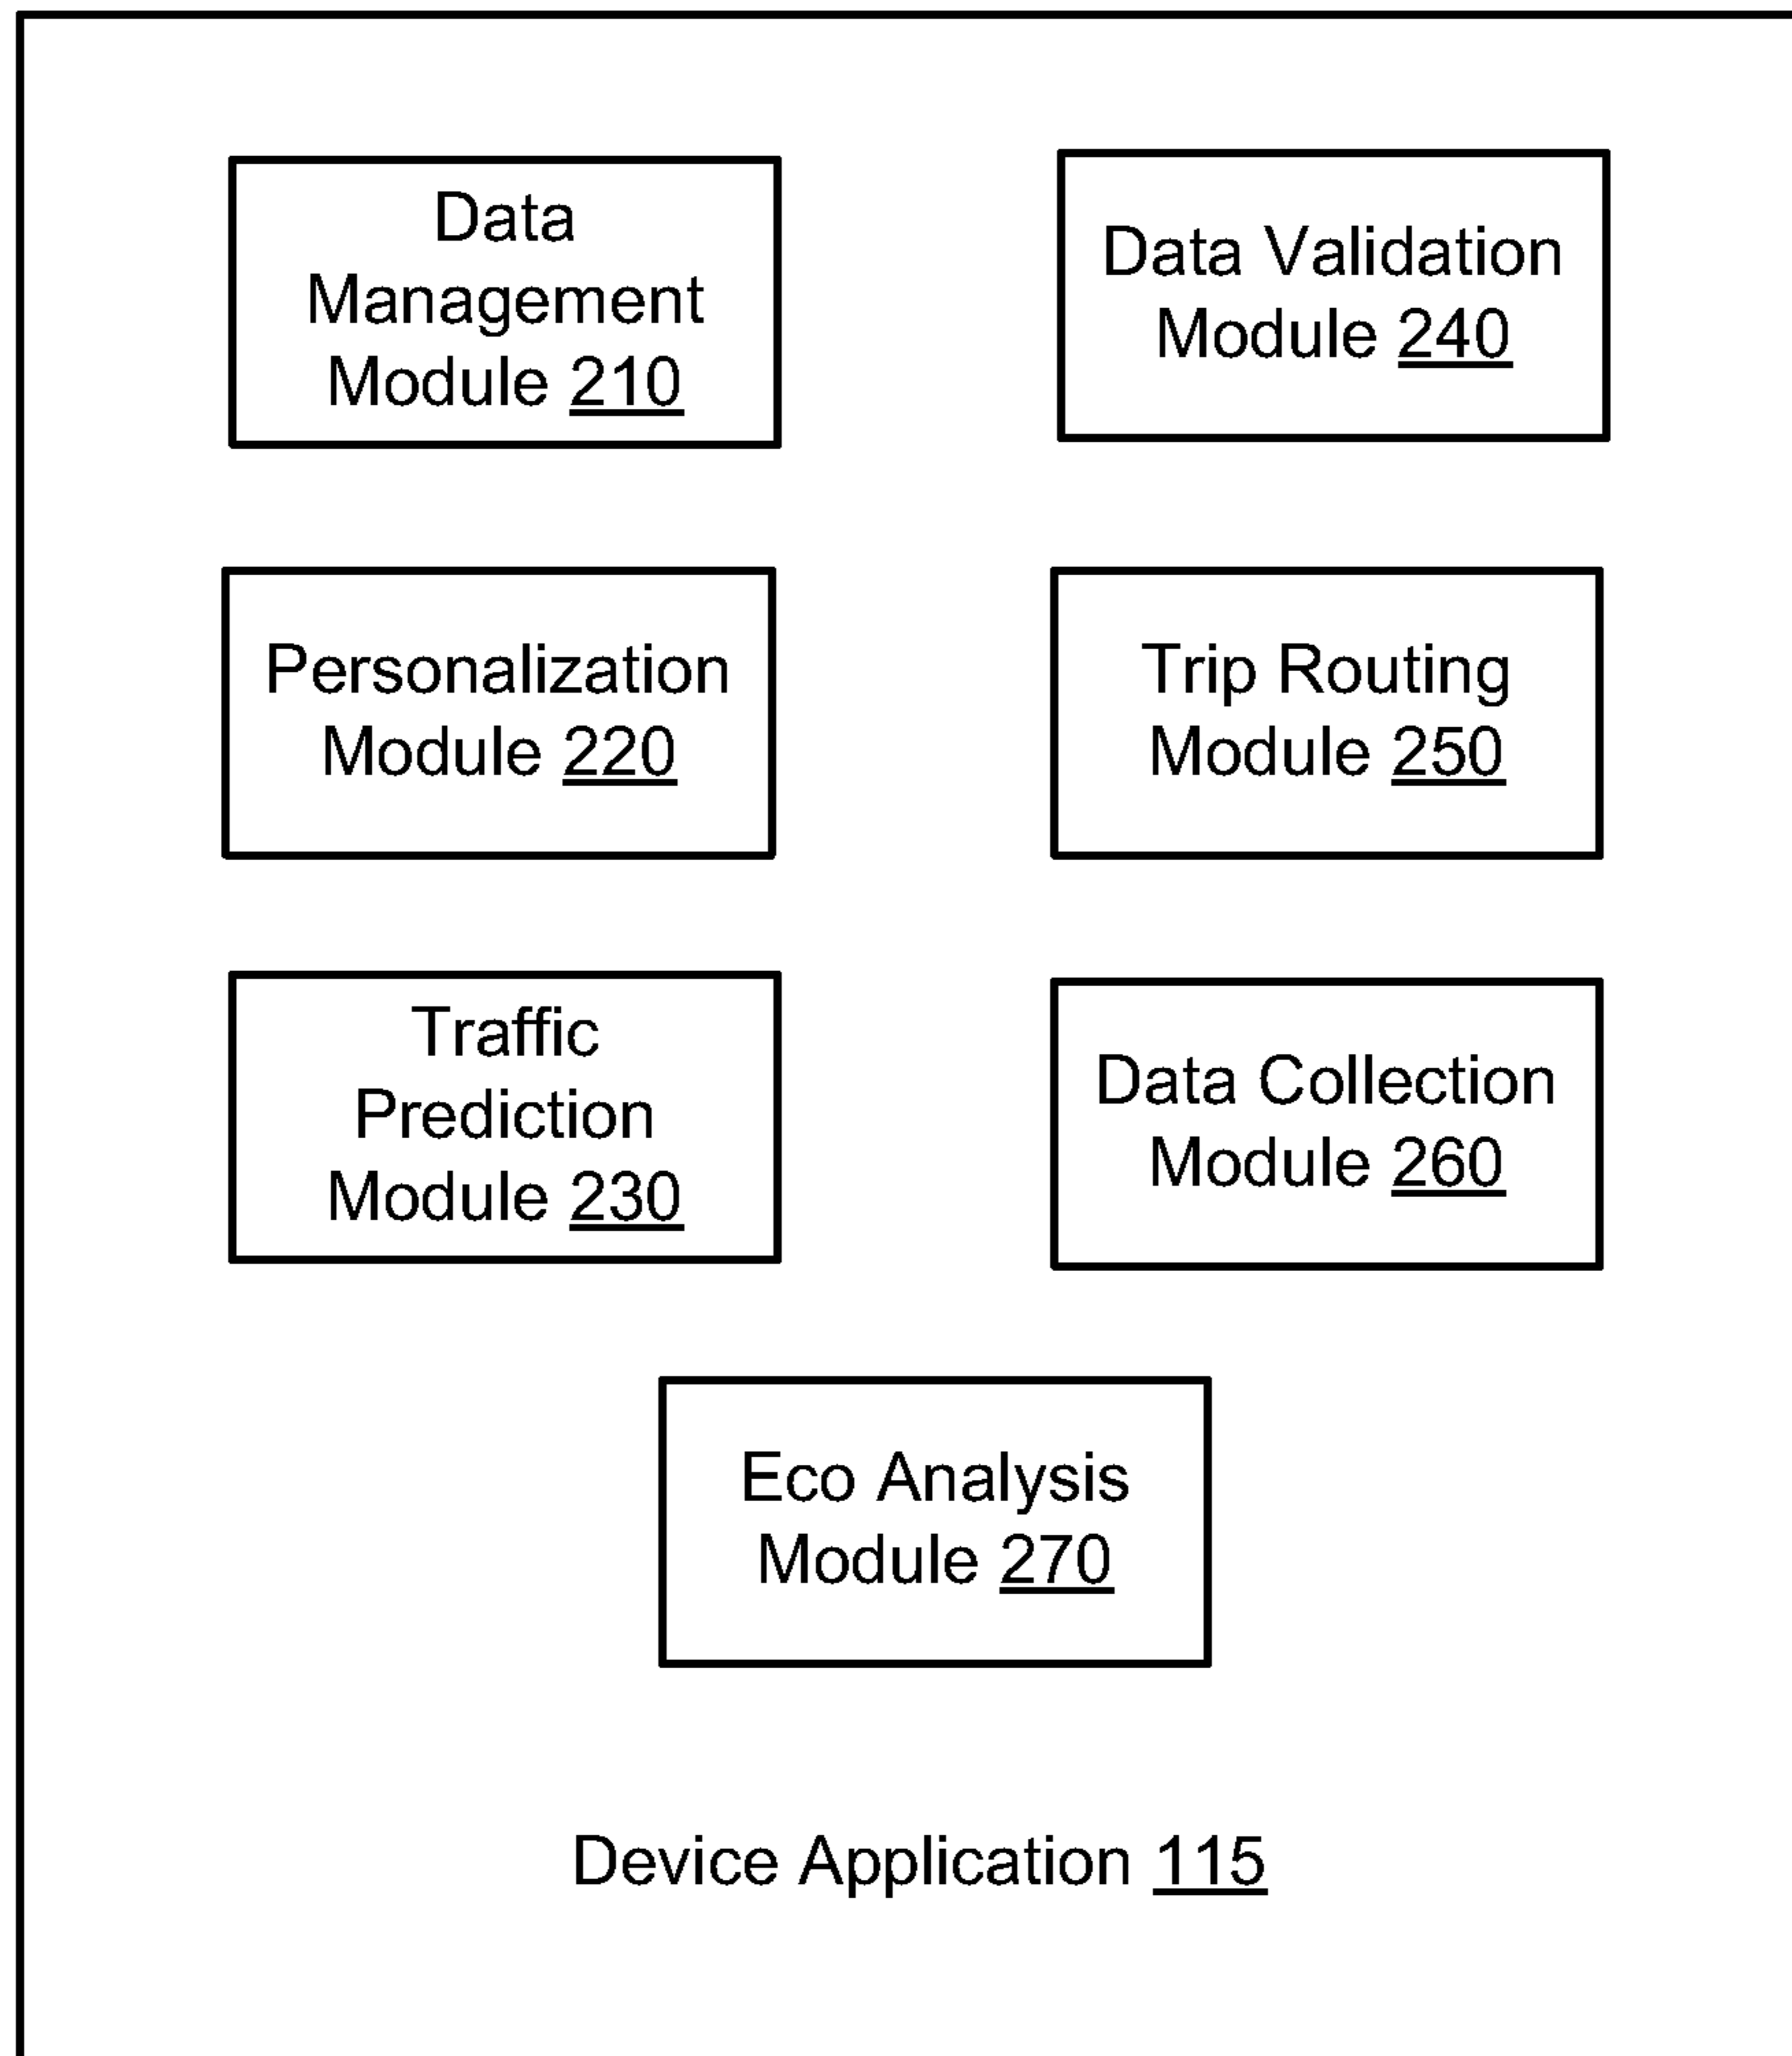 Data
Management
Module 210
Data Validation
Module 240
Personalization
Module 220
Trip Routing
Module 250
Traffic
Prediction
Module 230
Data Collection
Module 260
Eco Analysis
Module 270
Device Application 115